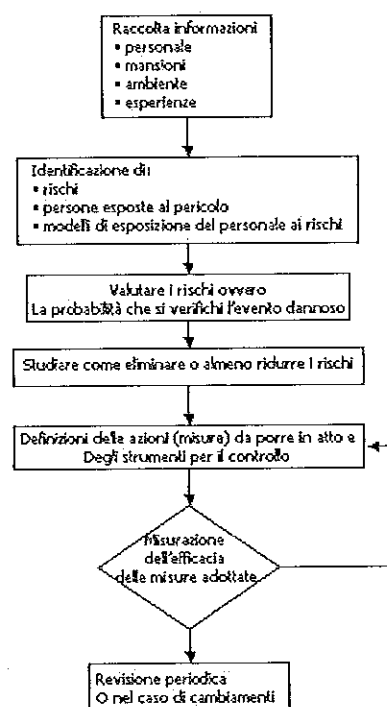 Raccolta informazioni
▪ personale
▪ mansioni
▪ ambiente
▪ esperienze
Identificazione di:
▪ rischi
▪ persone esposte al pericolo
▪ modelli di esposizione del personale ai rischi
Valutare i rischi ovvero
La probabilità che si verifichi l'evento dannoso
Studiare come eliminare o almeno ridurre i rischi
Definizioni delle azioni (misure) da porre in atto e
Degli strumenti per il controllo
Misurazione
dell'efficacia
delle misure adottate
Revisione periodica
O nel caso di cambiamenti